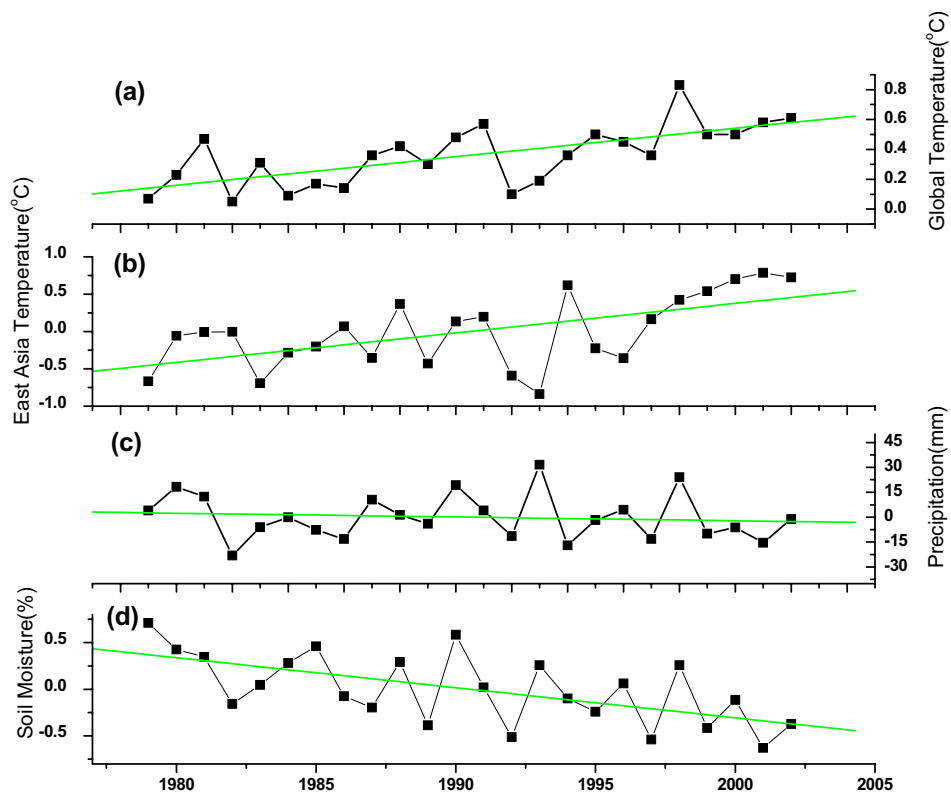 (a)
0.8
0.6
0.4
0.2
0.0
Global Temperature(°C)
(b)
1.0
0.5
0.0
-0.5
-1.0
East Asia Temperature(°C)
(c)
45
30
15
0
-15
-30
Precipitation(mm)
(d)
0.5
0.0
-0.5
Soil Moisture(%)
1980 1985 1990 1995 2000 2005